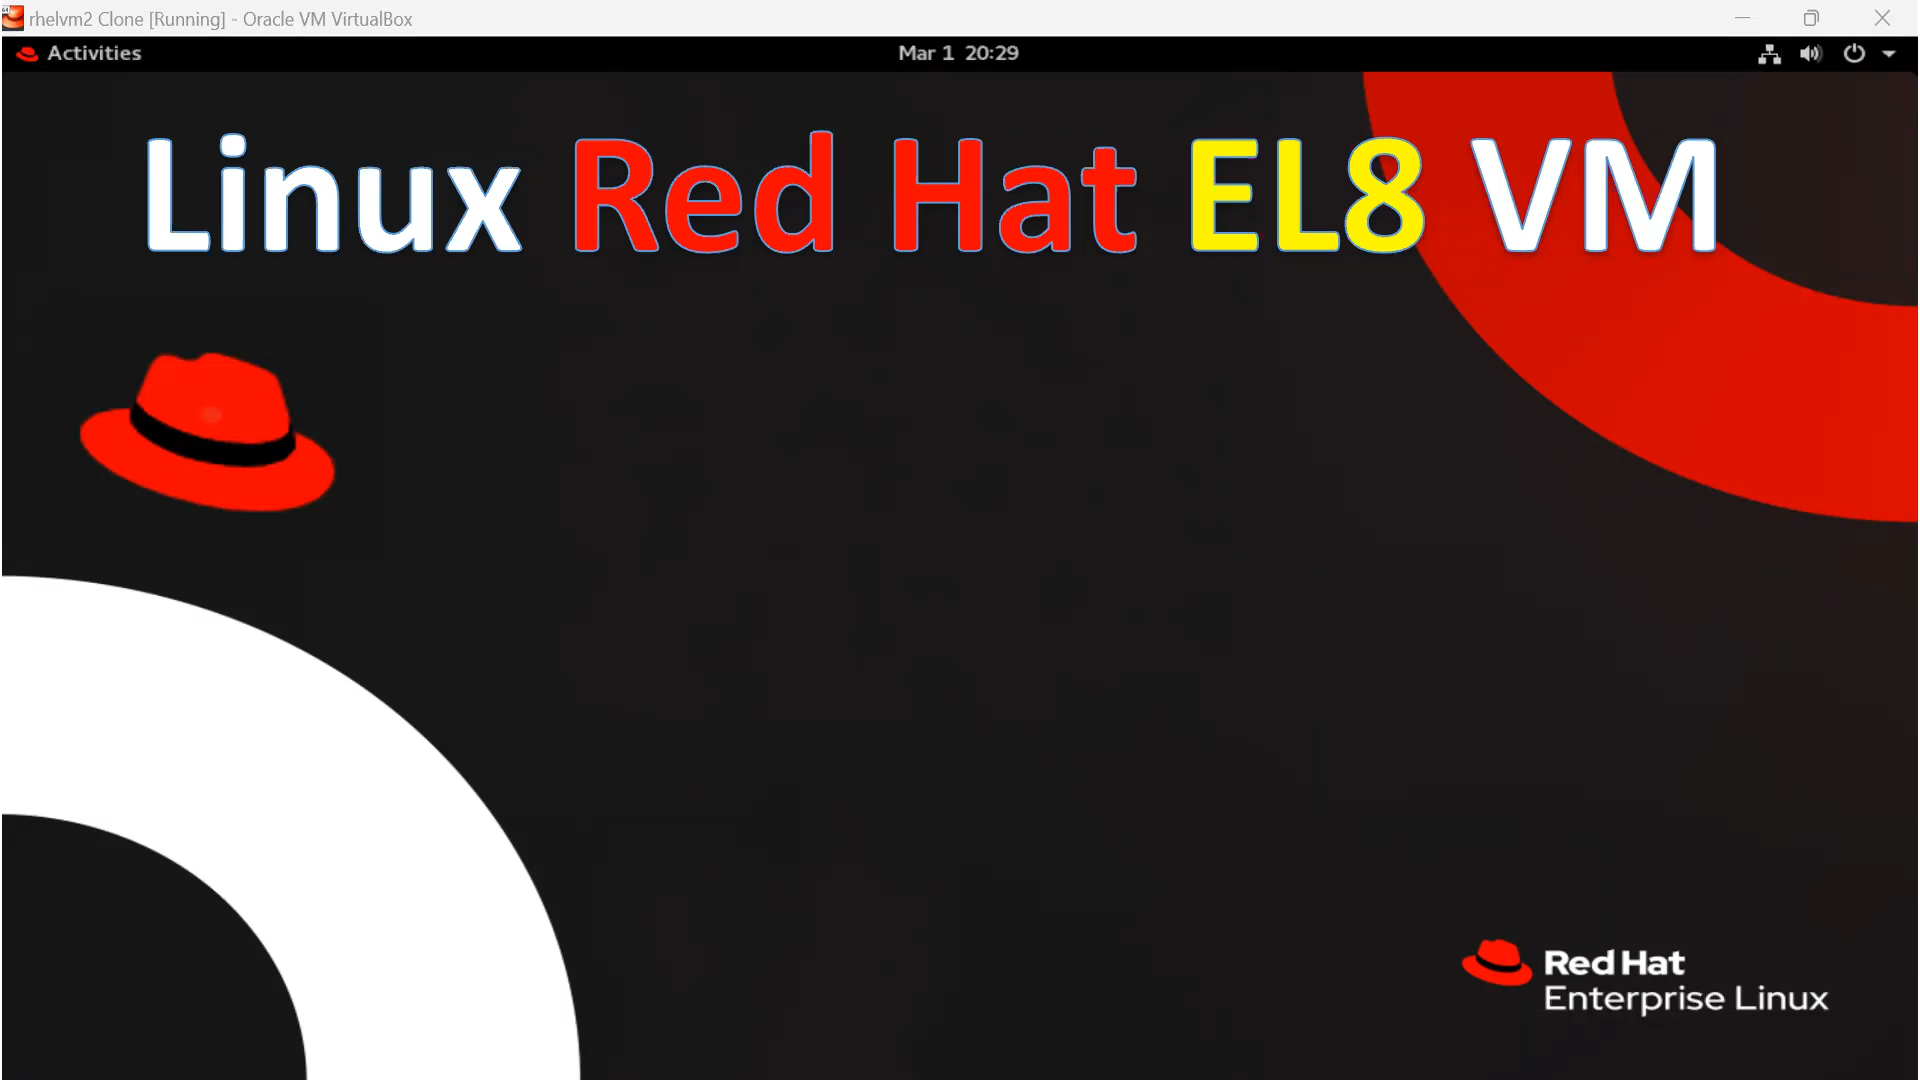 rhelvm2 Clone [Running] - Oracle VM VirtualBox
Activities
Mar 1 20:29
Linux Red Hat EL8 VM
Red Hat
Enterprise Linux